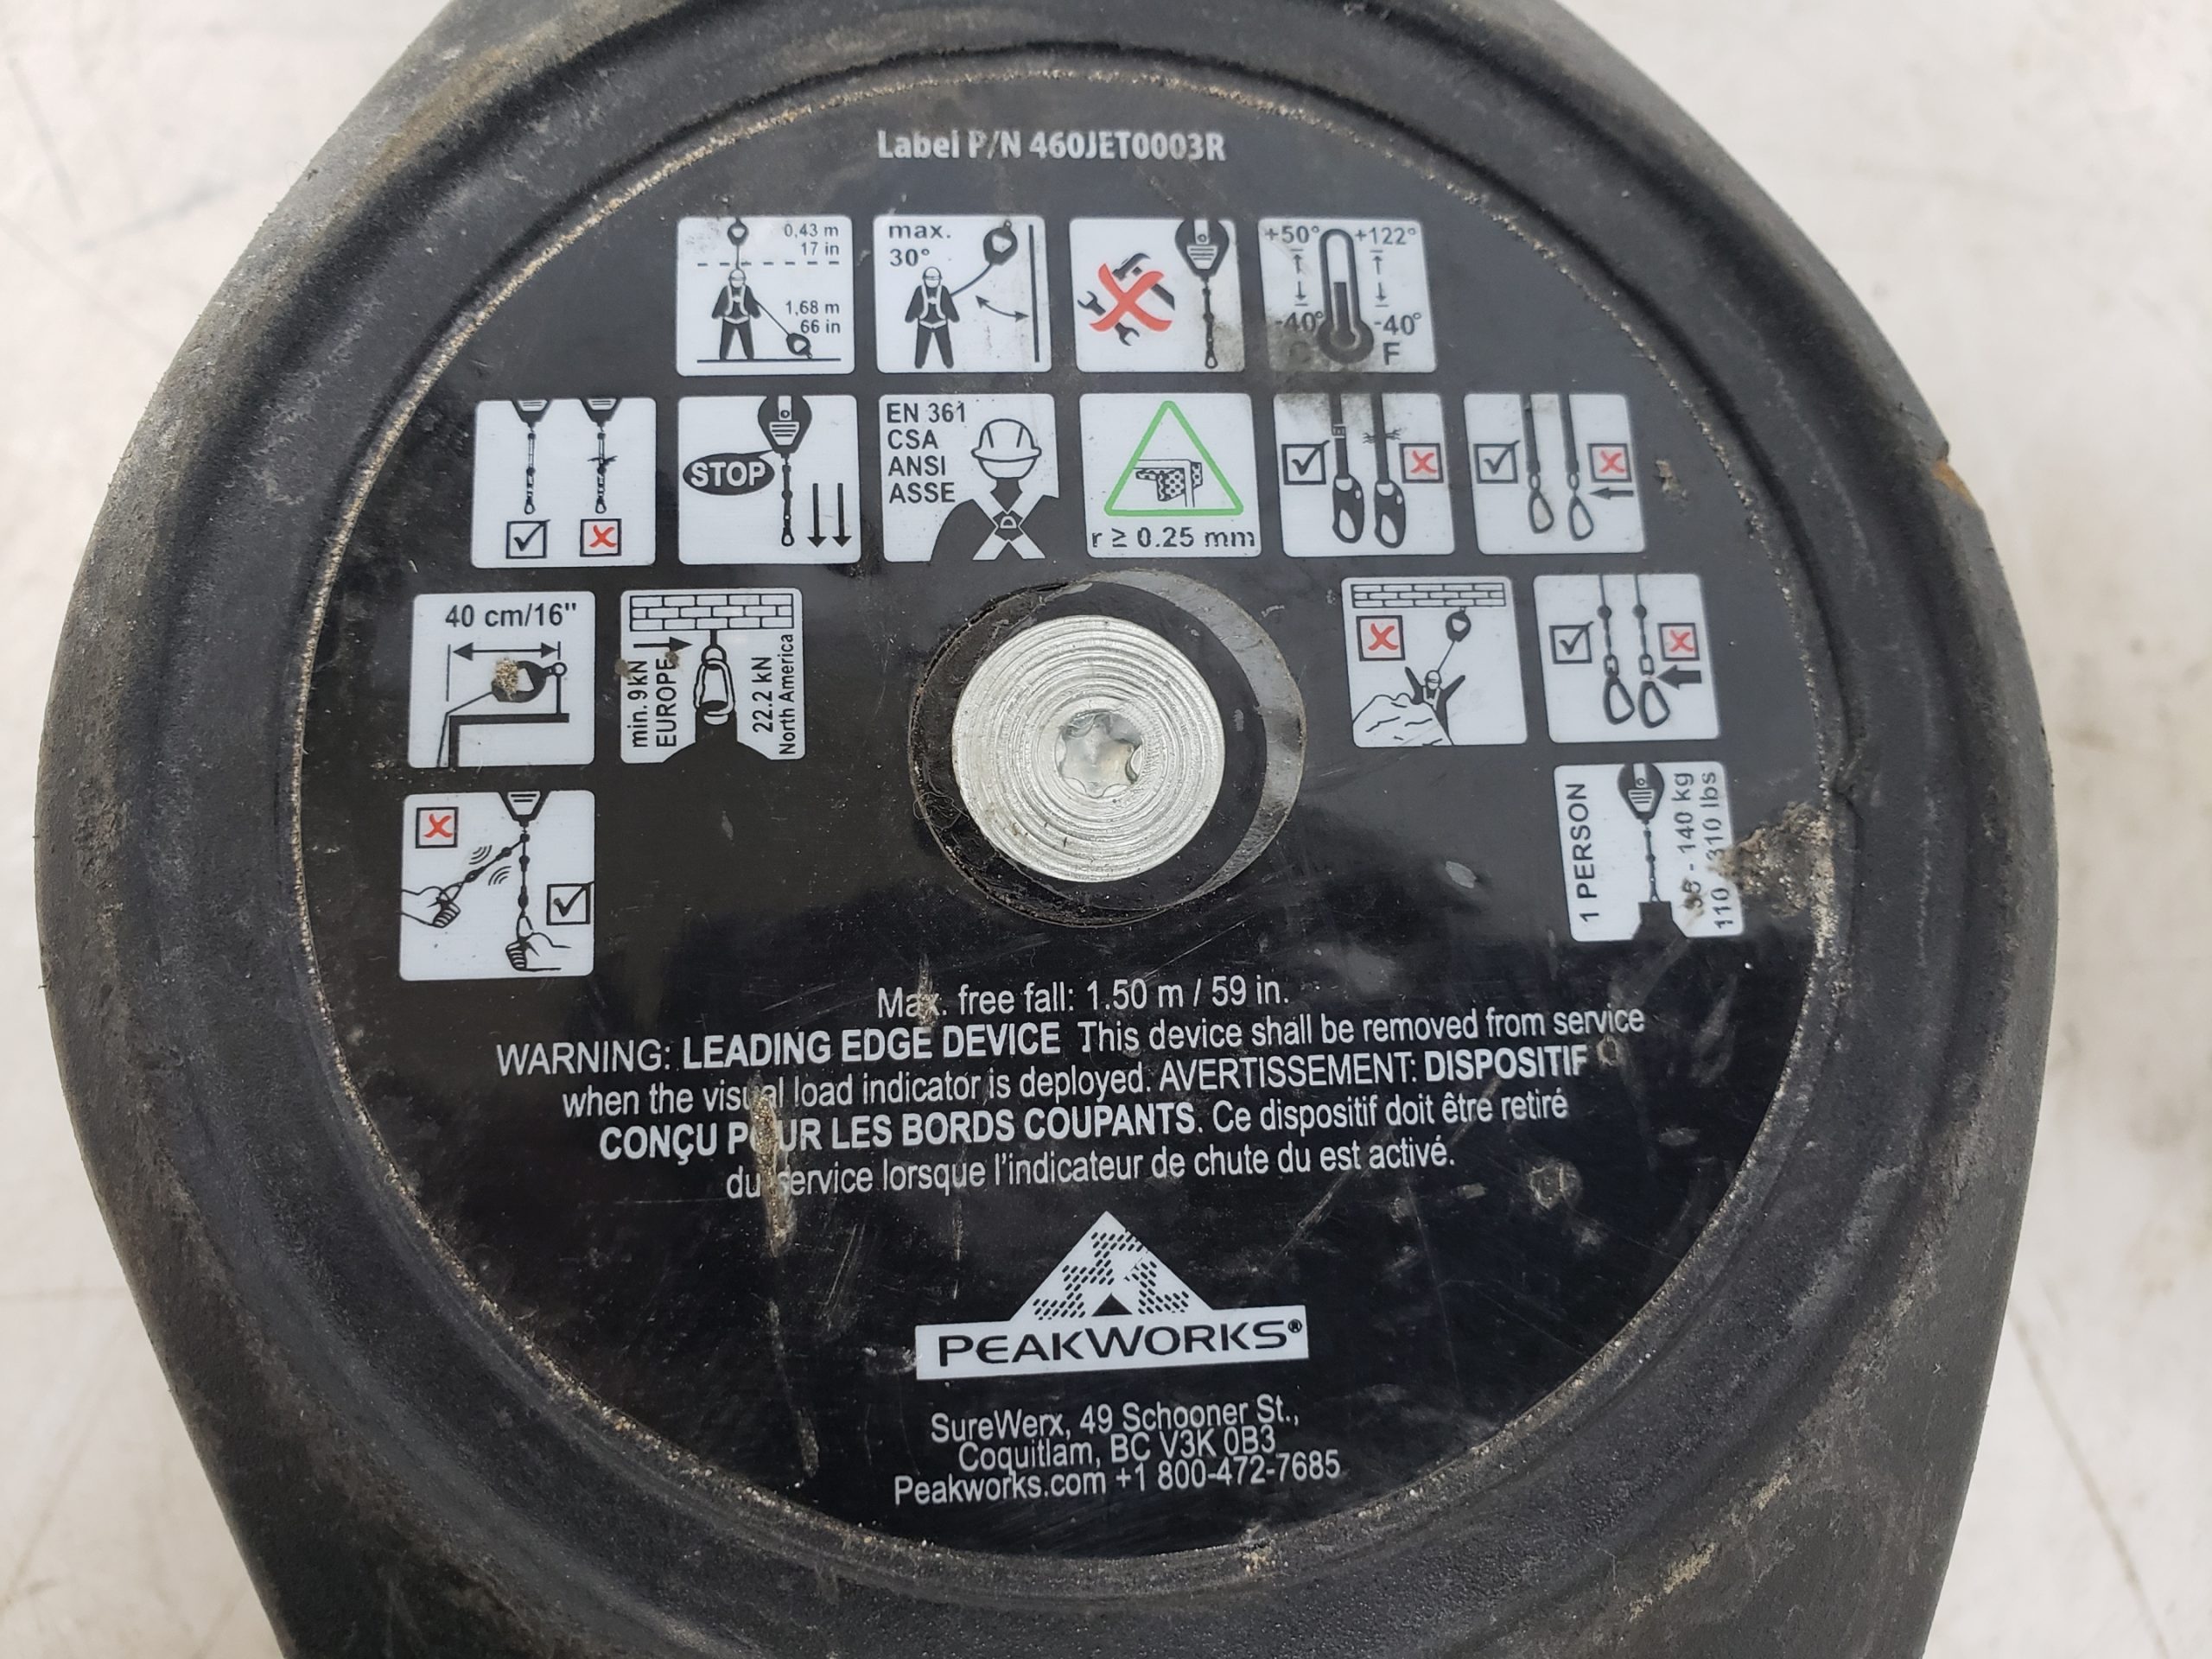 Label P/N 460JET0003R
0,43 m
17 in
1,68 m
66 in
max.
30°
+50° +122°
-40° -40°
C F
STOP
EN 361
CSA
ANSI
ASSE
r ≥ 0.25 mm
40 cm/16"
min. 9 kN
EUROPE
22.2 kN
North America
1 PERSON
- 140 kg
110 310 lbs
Max. free fall: 1.50 m / 59 in.
WARNING: LEADING EDGE DEVICE This device shall be removed from service
when the visual load indicator is deployed. AVERTISSEMENT: DISPOSITIF
CONÇU POUR LES BORDS COUPANTS. Ce dispositif doit être retiré
du service lorsque l'indicateur de chute du est activé.
PEAKWORKS®
SureWerx, 49 Schooner St.,
Coquitlam, BC V3K 0B3
Peakworks.com +1 800-472-7685